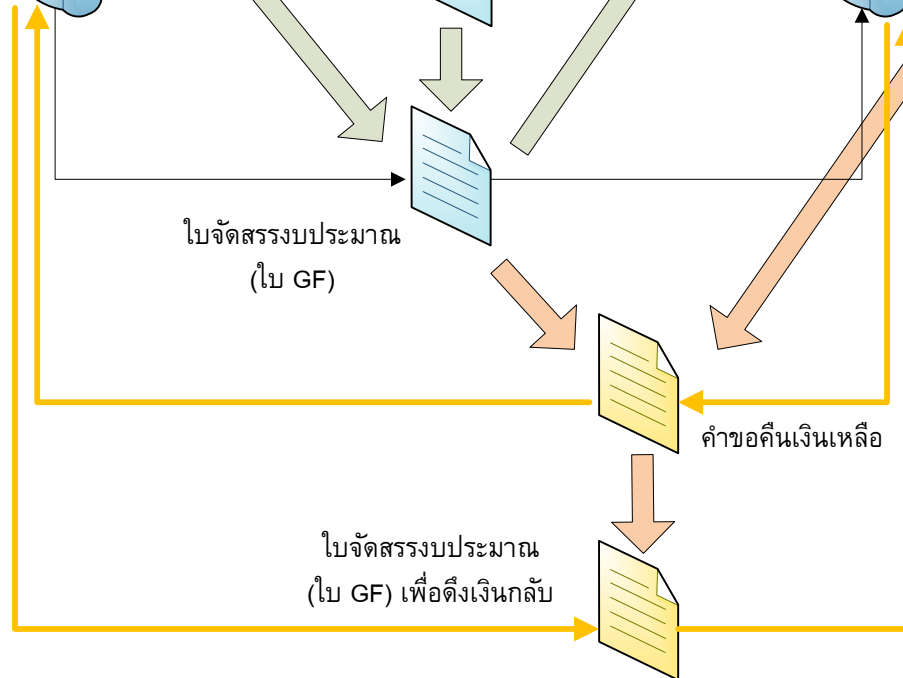 ใบจัดสรรงบประมาณ
(ใบ GF)
คำขอคืนเงินเหลือ
ใบจัดสรรงบประมาณ
(ใบ GF) เพื่อดึงเงินกลับ